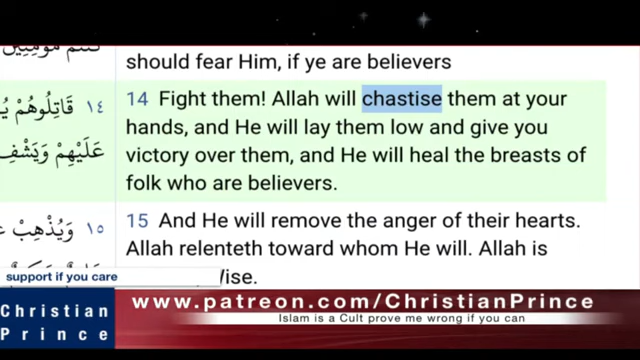 كُنتُم مُّؤْمِنِينَ
should fear Him, if ye are believers
١٤ قَاتِلُوهُمْ
14 Fight them! Allah will chastise them at your
hands, and He will lay them low and give you
عَلَيْهِمْ وَيَشْفِ
victory over them, and He will heal the breasts of
folk who are believers.
١٥ وَيُذْهِبْ
15 And He will remove the anger of their hearts.
Allah relenteth toward whom He will. Allah is
support if you care
Wise.
Christian
Prince
www.patreon.com/ChristianPrince
Islam is a Cult prove me wrong if you can